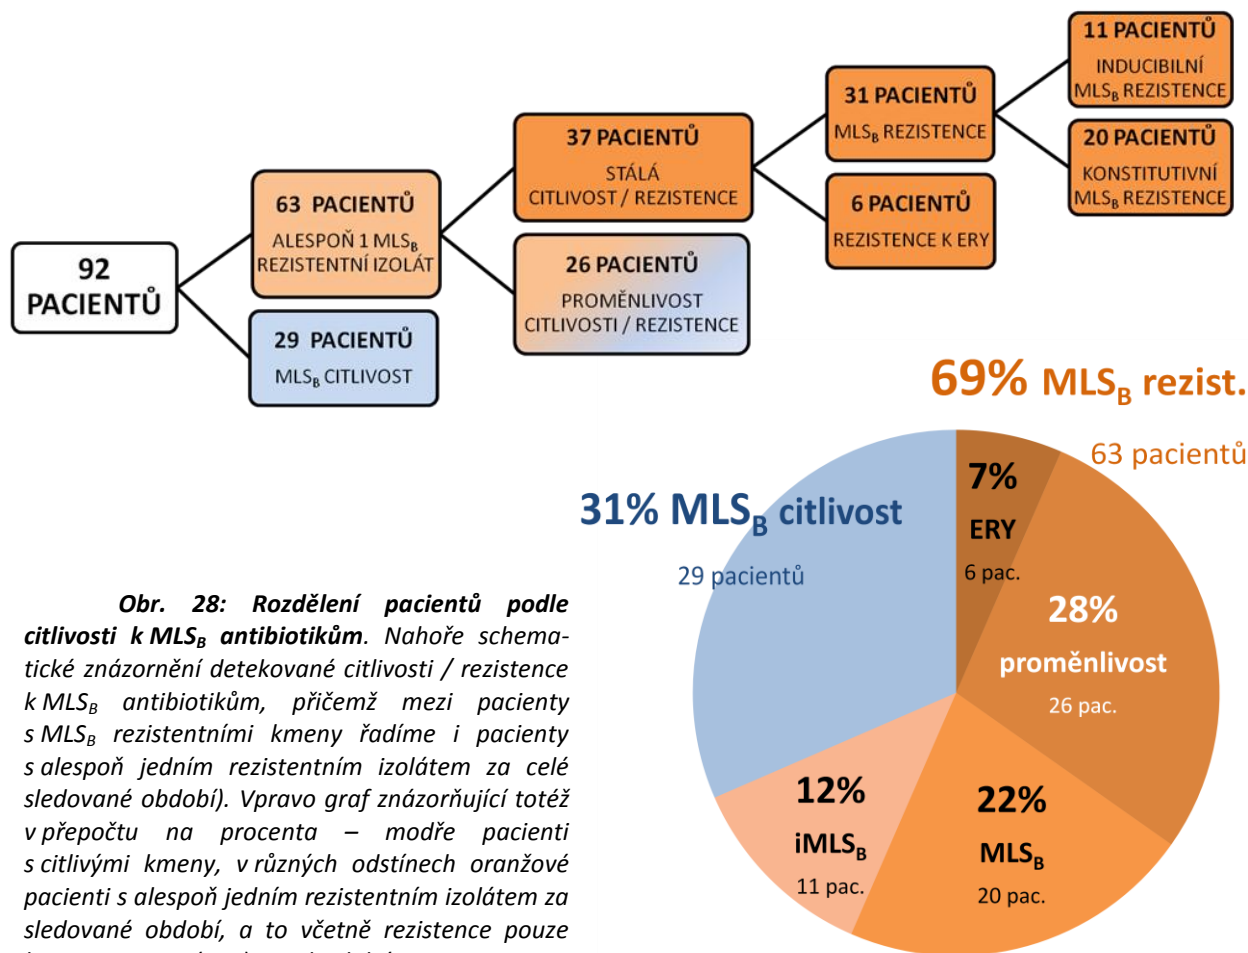 11 PACIENTŮ
INDUCIBILNÍ
MLSB REZISTENCE
31 PACIENTŮ
MLSB REZISTENCE
20 PACIENTŮ
KONSTITUTIVNÍ
MLSB REZISTENCE
37 PACIENTŮ
STÁLÁ
CITLIVOST / REZISTENCE
6 PACIENTŮ
REZISTENCE K ERY
63 PACIENTŮ
ALESPOŇ 1 MLSB
REZISTENTNÍ IZOLÁT
26 PACIENTŮ
PROMĚNLIVOST
CITLIVOSTI / REZISTENCE
92
PACIENTŮ
29 PACIENTŮ
MLSB CITLIVOST
69% MLSB rezist.
63 pacientů
7%
ERY
6 pac.
31% MLSB citlivost
29 pacientů
28%
proměnlivost
26 pac.
12%
iMLSB
11 pac.
22%
MLSB
20 pac.
Obr. 28: Rozdělení pacientů podle
citlivosti k MLSB antibiotikům. Nahoře schema-
tické znázornění detekované citlivosti / rezistence
k MLSB antibiotikům, přičemž mezi pacienty
s MLSB rezistentními kmeny řadíme i pacienty
s alespoň jedním rezistentním izolátem za celé
sledované období). Vpravo graf znázorňující totéž
v přepočtu na procenta – modře pacienti
s citlivými kmeny, v různých odstínech oranžové
pacienti s alespoň jedním rezistentním izolátem za
sledované období, a to včetně rezistence pouze